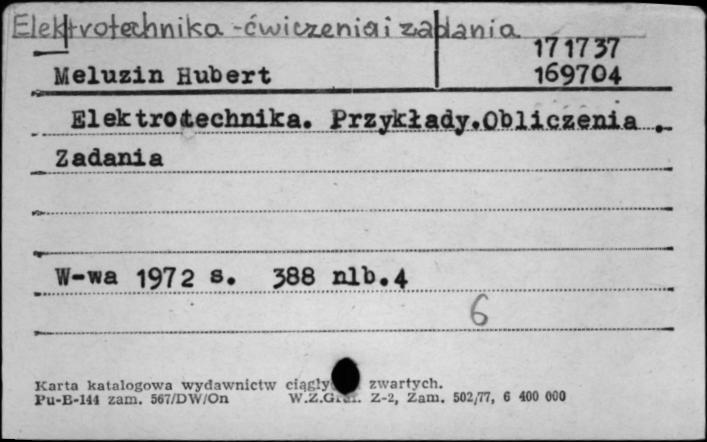 Elektrotechnika - ćwiczenia i zadania
171737
Meluzin Hubert 169704
Elektrotechnika. Przykłady.Obliczenia .
Zadania
W-wa 1972 s. 388 nlb.4
6
Karta katalogowa wydawnictw zwartych.
Pu-B-144 zam. 567/DW/On W.Z.Graf. Z-2, Zam. 502/77, 6 400 000